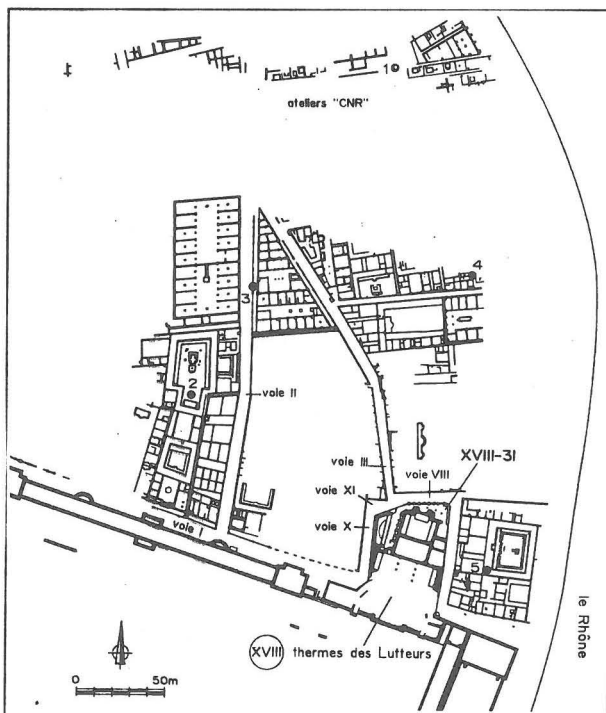 1
ateliers "CNR"
4
3
2
voie II
voie III
XVIII-31
voie VIII
voie XI
voie X
voie I
5
le Rhône
XVIII thermes des Lutteurs
0 50m